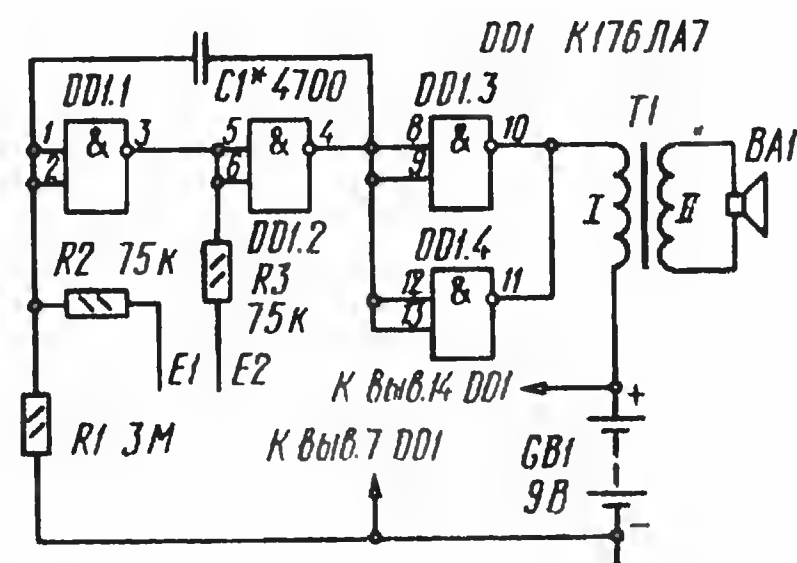 DD1 К176ЛА7
C1* 4700
DD1.1
DD1.3
T1
BA1
1
2
&
3
5
6
&
4
8
9
&
10
I
II
DD1.2
DD1.4
R2 75к
R3
75к
12
13
&
11
E1
E2
К выв.14 DD1
+
R1 3М
К выв.7 DD1
GB1
9В
−